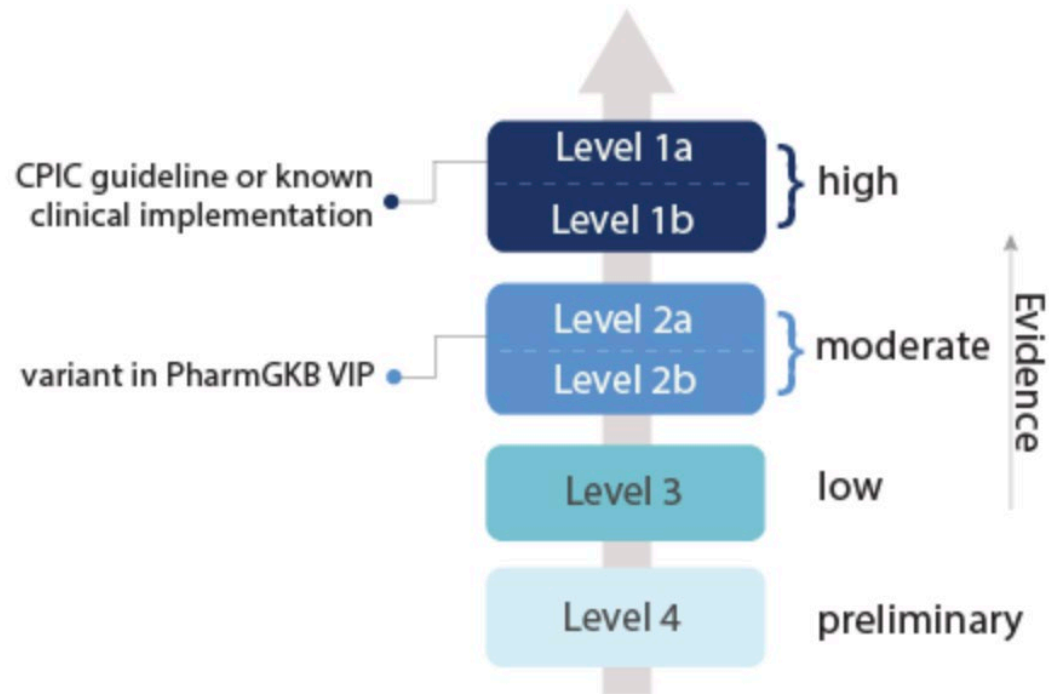 CPIC guideline or known
clinical implementation
Level 1a
Level 1b
high
variant in PharmGKB VIP
Level 2a
Level 2b
moderate
Level 3
low
Level 4
preliminary
Evidence